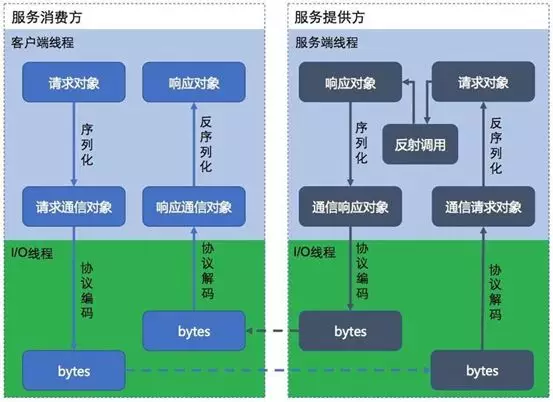 服务消费方
客户端线程
请求对象
响应对象
序列化
反序列化
请求通信对象
响应通信对象
I/O线程
协议编码
协议解码
bytes
bytes
服务提供方
服务端线程
响应对象
请求对象
反射调用
序列化
反序列化
通信响应对象
通信请求对象
I/O线程
协议编码
协议解码
bytes
bytes